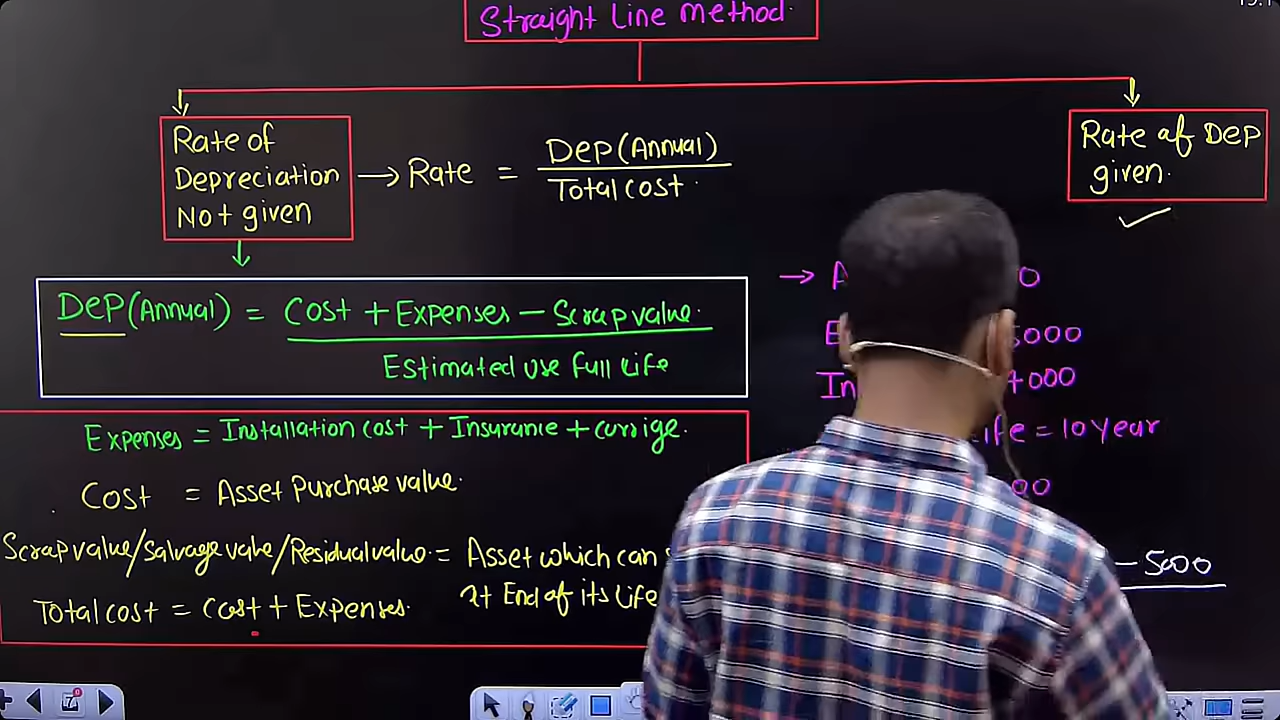 Straight Line Method
Rate of
Depreciation
Not given
→ Rate = Dep(Annual)
Total cost
Rate of Dep
given.
Dep(Annual) = Cost + Expenses - Scrap value
Estimated use full Life
Expenses = Installation cost + Insurance + carrige.
Cost = Asset Purchase value.
Scrap value/Salvage value/Residual value = Asset which can
At End of its Life
Total cost = Cost + Expenses.
5000
000
ife = 10 year
00
- 5000